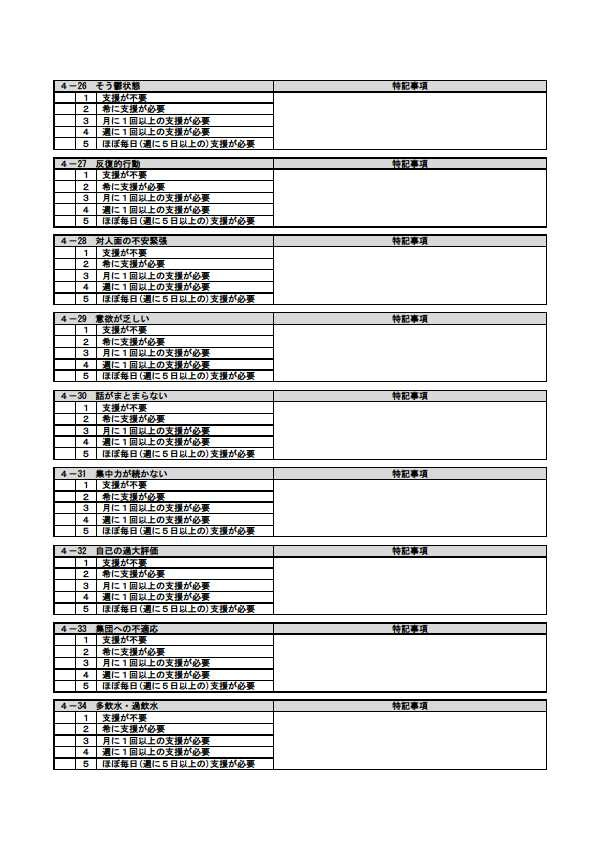 4－26 そう鬱状態 特記事項
1 支援が不要
2 希に支援が必要
3 月に１回以上の支援が必要
4 週に１回以上の支援が必要
5 ほぼ毎日(週に５日以上の)支援が必要
4－27 反復的行動 特記事項
1 支援が不要
2 希に支援が必要
3 月に１回以上の支援が必要
4 週に１回以上の支援が必要
5 ほぼ毎日(週に５日以上の)支援が必要
4－28 対人面の不安緊張 特記事項
1 支援が不要
2 希に支援が必要
3 月に１回以上の支援が必要
4 週に１回以上の支援が必要
5 ほぼ毎日(週に５日以上の)支援が必要
4－29 意欲が乏しい 特記事項
1 支援が不要
2 希に支援が必要
3 月に１回以上の支援が必要
4 週に１回以上の支援が必要
5 ほぼ毎日(週に５日以上の)支援が必要
4－30 話がまとまらない 特記事項
1 支援が不要
2 希に支援が必要
3 月に１回以上の支援が必要
4 週に１回以上の支援が必要
5 ほぼ毎日(週に５日以上の)支援が必要
4－31 集中力が続かない 特記事項
1 支援が不要
2 希に支援が必要
3 月に１回以上の支援が必要
4 週に１回以上の支援が必要
5 ほぼ毎日(週に５日以上の)支援が必要
4－32 自己の過大評価 特記事項
1 支援が不要
2 希に支援が必要
3 月に１回以上の支援が必要
4 週に１回以上の支援が必要
5 ほぼ毎日(週に５日以上の)支援が必要
4－33 集団への不適応 特記事項
1 支援が不要
2 希に支援が必要
3 月に１回以上の支援が必要
4 週に１回以上の支援が必要
5 ほぼ毎日(週に５日以上の)支援が必要
4－34 多飲水・過飲水 特記事項
1 支援が不要
2 希に支援が必要
3 月に１回以上の支援が必要
4 週に１回以上の支援が必要
5 ほぼ毎日(週に５日以上の)支援が必要